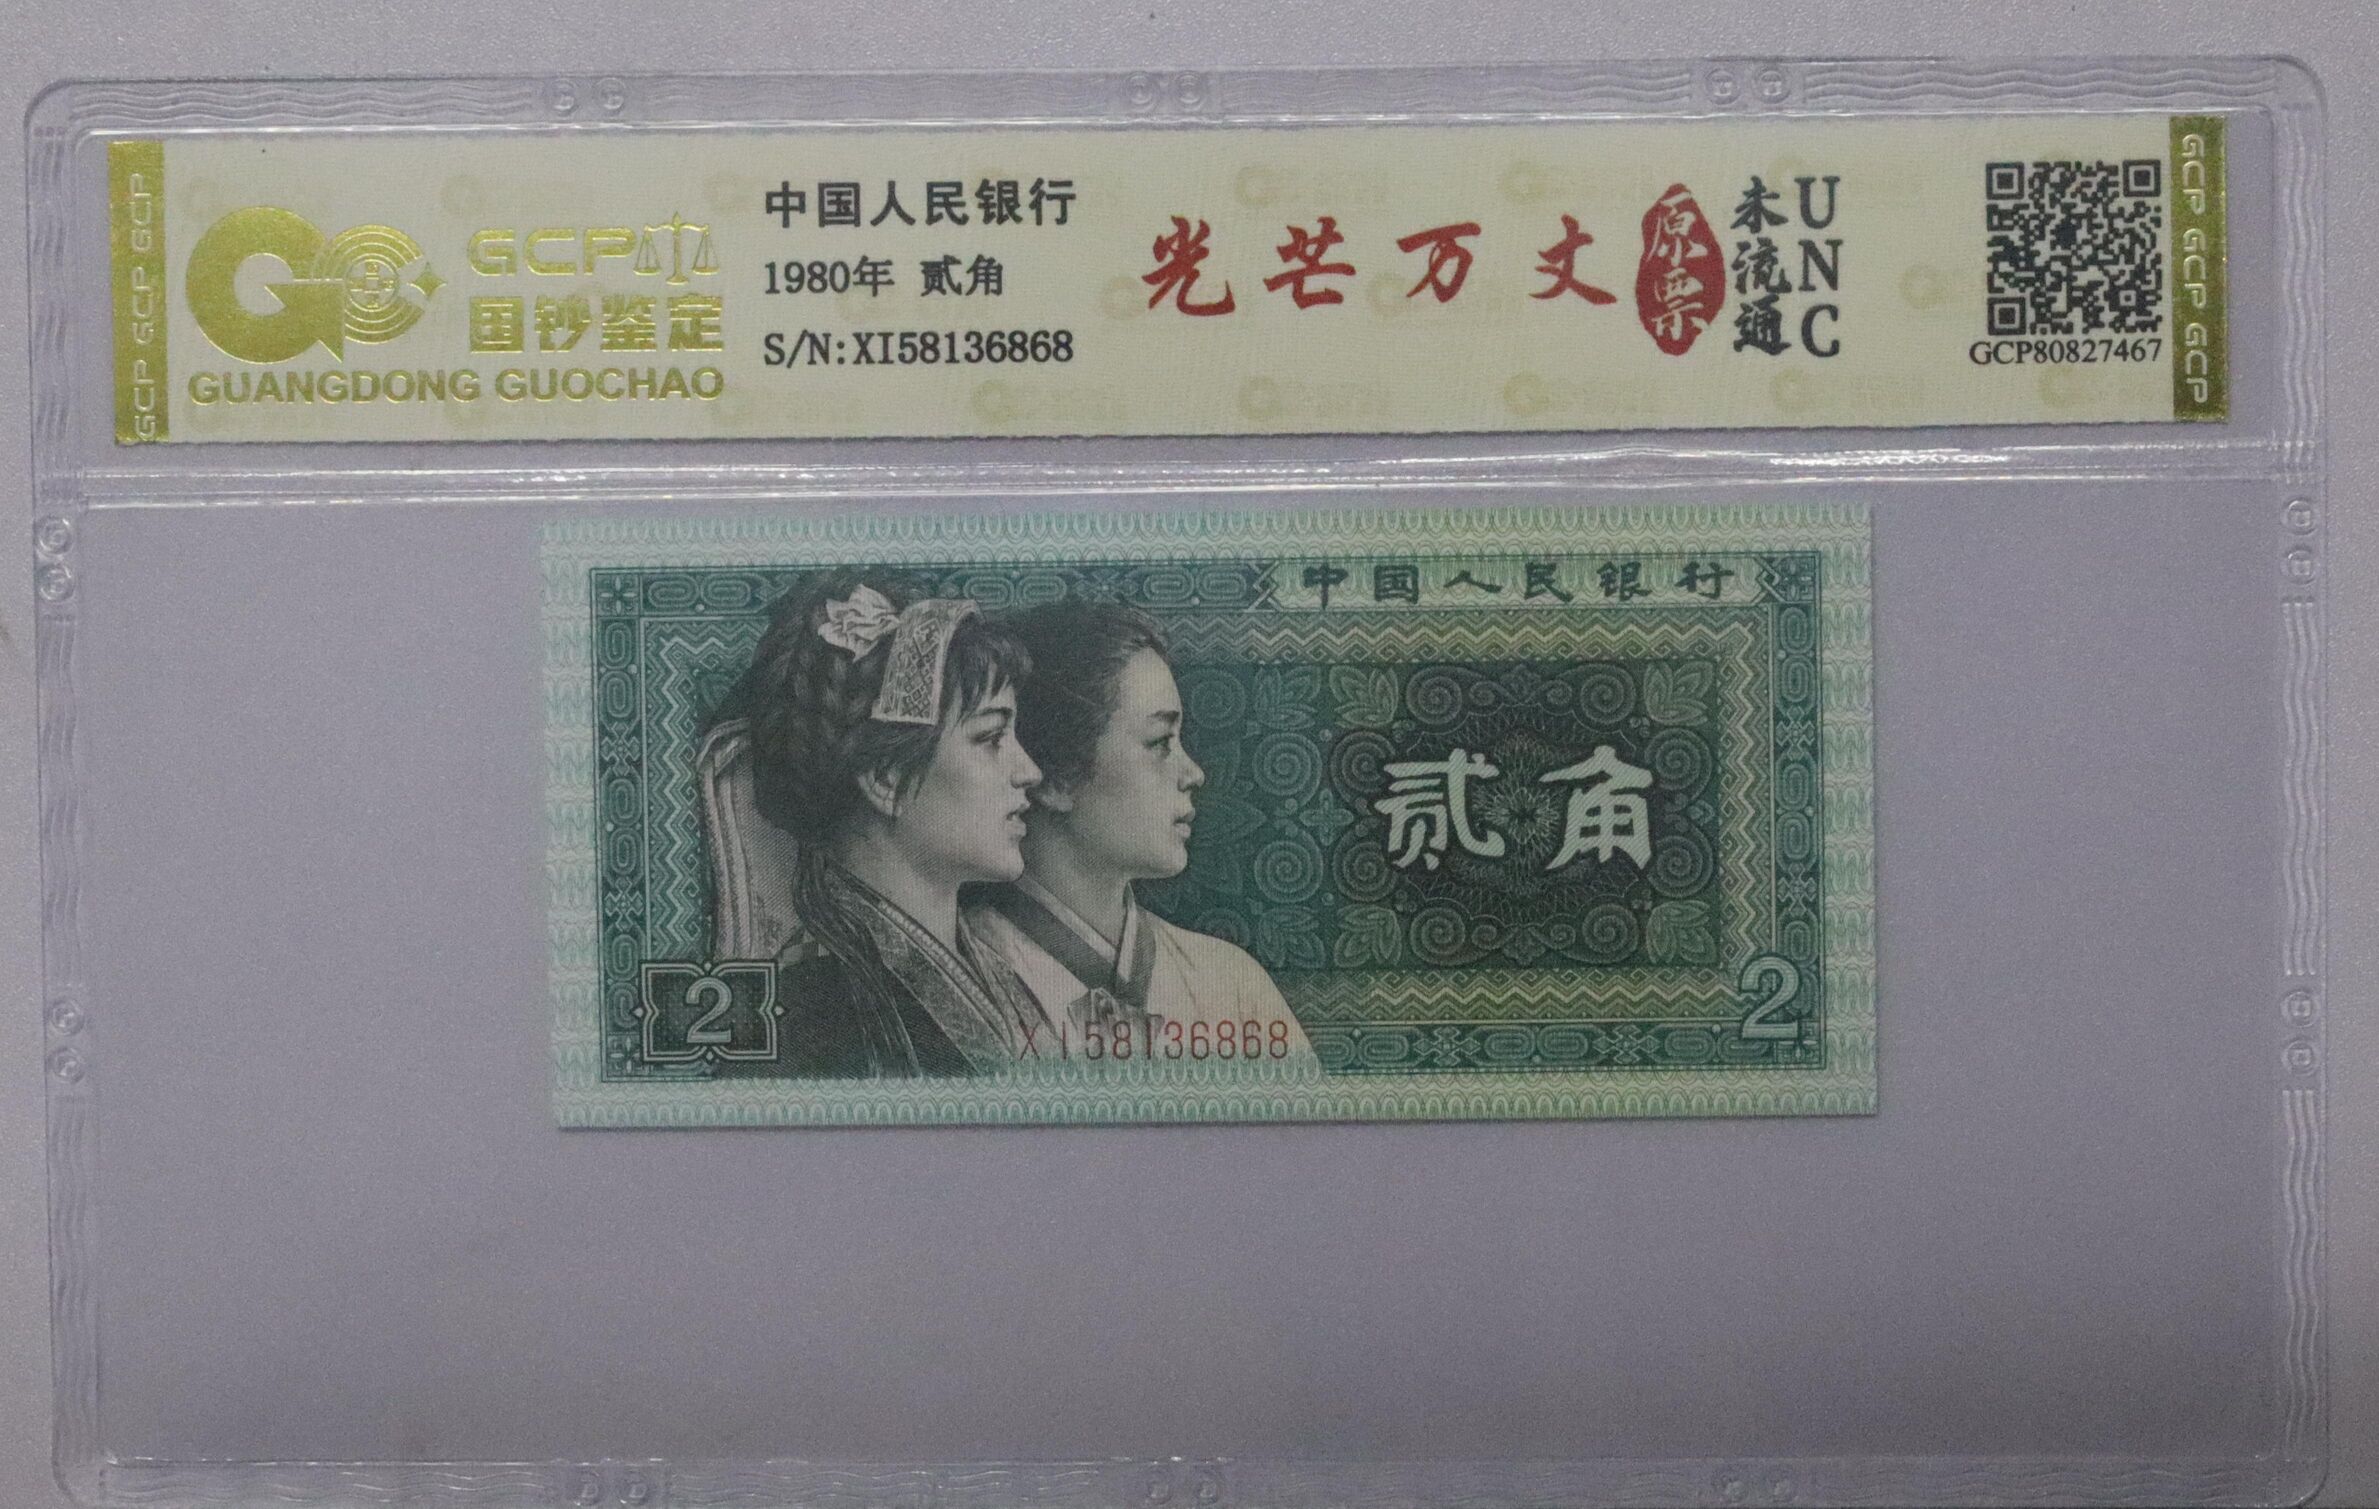 GCP GCP GCP
GCP
国钞鉴定
GUANGDONG GUOCHAO
中国人民银行
1980年 贰角
S/N:XI58136868
光芒万丈
原票
未流通
UNC
GCP80827467
GCP GCP GCP
中国人民银行
贰角
2
XI58136868
2